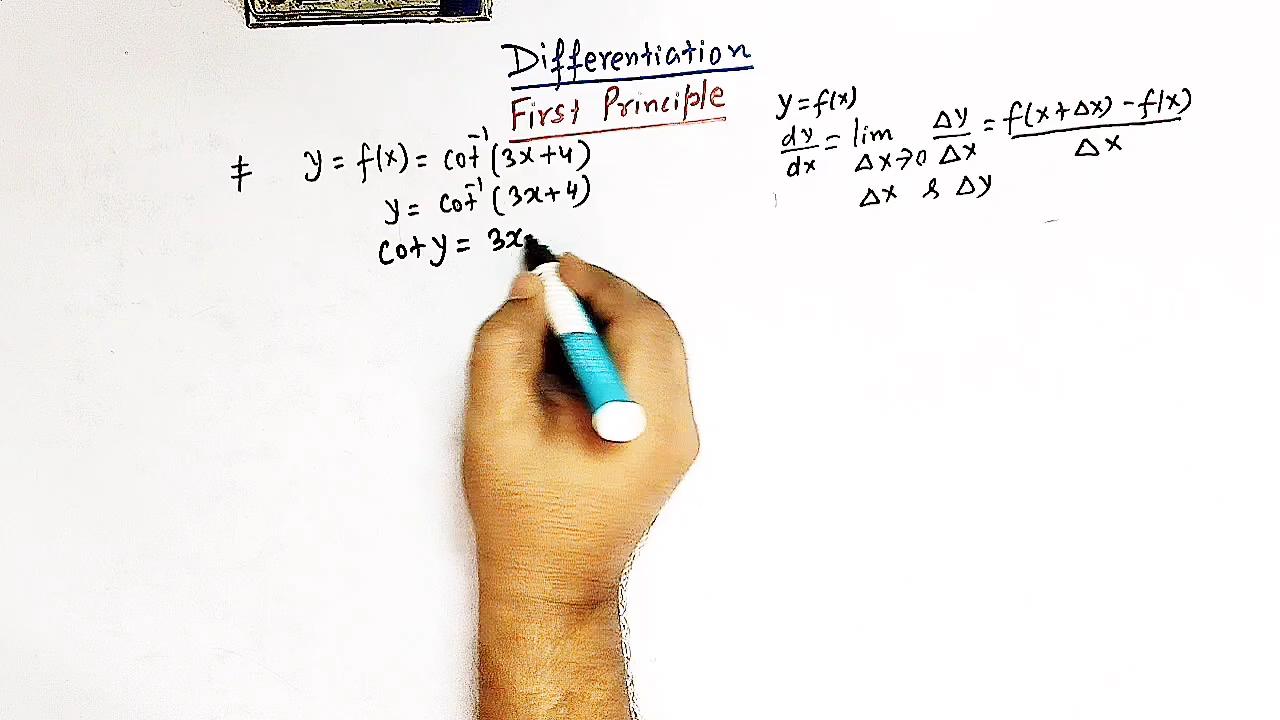 Differentiation
First Principle
# y = f(x) = cot⁻¹ (3x+4)
y = cot⁻¹ (3x+4)
cot y = 3x
y = f(x)
dy/dx = lim Δx→0 Δy/Δx = f(x+Δx) - f(x) / Δx
Δx & Δy